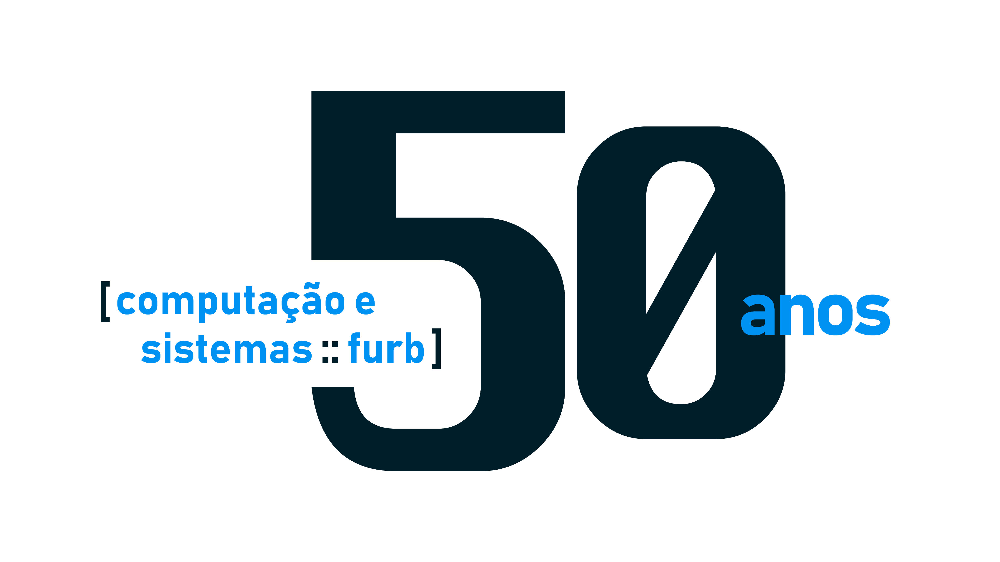 50
[computação e
sistemas :: furb]
anos